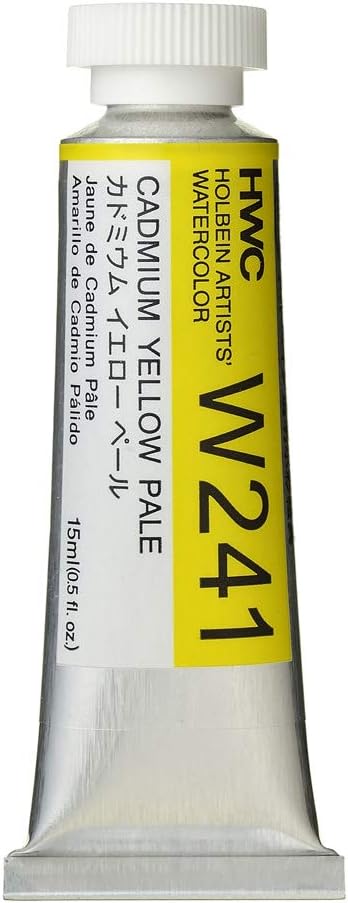 HWC
HOLBEIN ARTISTS'
WATERCOLOR
W241
CADMIUM YELLOW PALE
カドミウム イエロー ペール
Jaune de Cadmium Pâle
Amarillo de Cadmio Pálido
15ml(0.5 fl. oz.)